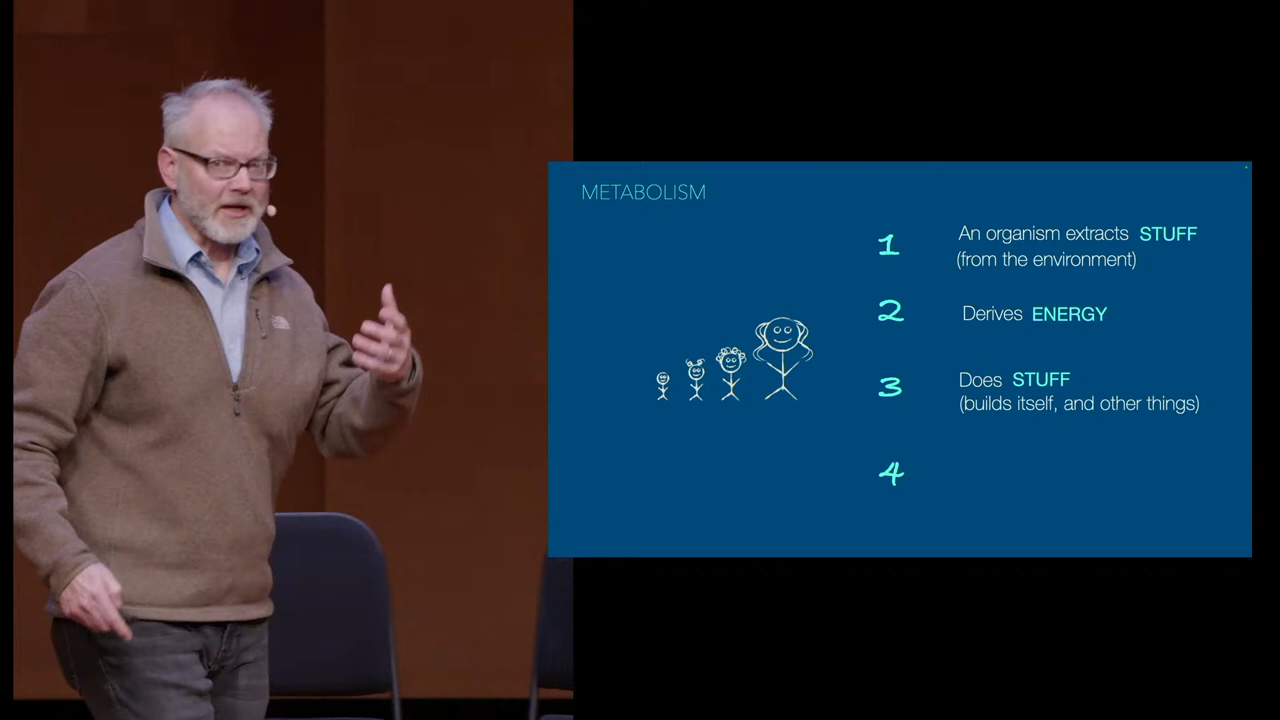 METABOLISM
1 An organism extracts STUFF
(from the environment)
2 Derives ENERGY
3 Does STUFF
(builds itself, and other things)
4